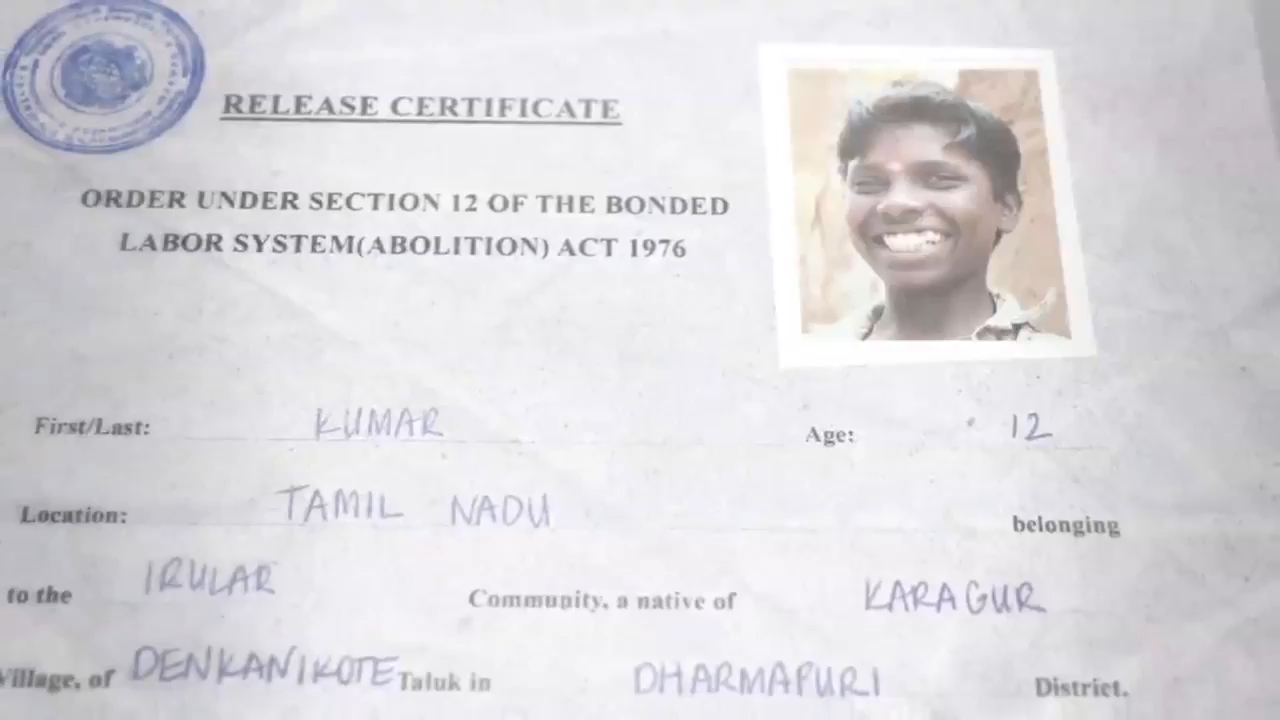 RELEASE CERTIFICATE
ORDER UNDER SECTION 12 OF THE BONDED
LABOR SYSTEM(ABOLITION) ACT 1976
First/Last: KUMAR Age: 12
Location: TAMIL NADU belonging
to the IRULAR Community, a native of KARAGUR
Village, of DENKANIKOTE Taluk in DHARMAPURI District.